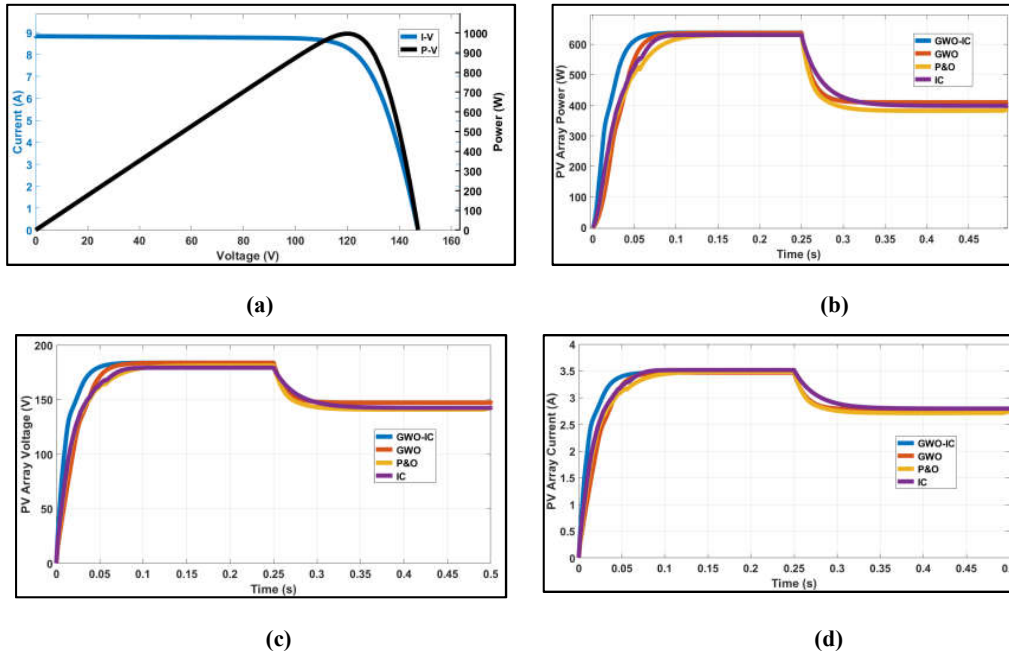 9
8
7
6
5
4
3
2
1
0
Current (A)
I-V
P-V
1000
900
800
700
600
500
400
300
200
100
0
Power (W)
0 20 40 60 80 100 120 140 160
Voltage (V)
(a)
600
500
400
300
200
100
0
PV Array Power (W)
GWO-IC
GWO
P&O
IC
0 0.05 0.1 0.15 0.2 0.25 0.3 0.35 0.4 0.45
Time (s)
(b)
200
150
100
50
0
PV Array Voltage (V)
GWO-IC
GWO
P&O
IC
0 0.05 0.1 0.15 0.2 0.25 0.3 0.35 0.4 0.45 0.5
Time (s)
(c)
4
3.5
3
2.5
2
1.5
1
0.5
0
PV Array Current (A)
GWO-IC
GWO
P&O
IC
0 0.05 0.1 0.15 0.2 0.25 0.3 0.35 0.4 0.45
Time (s)
(d)